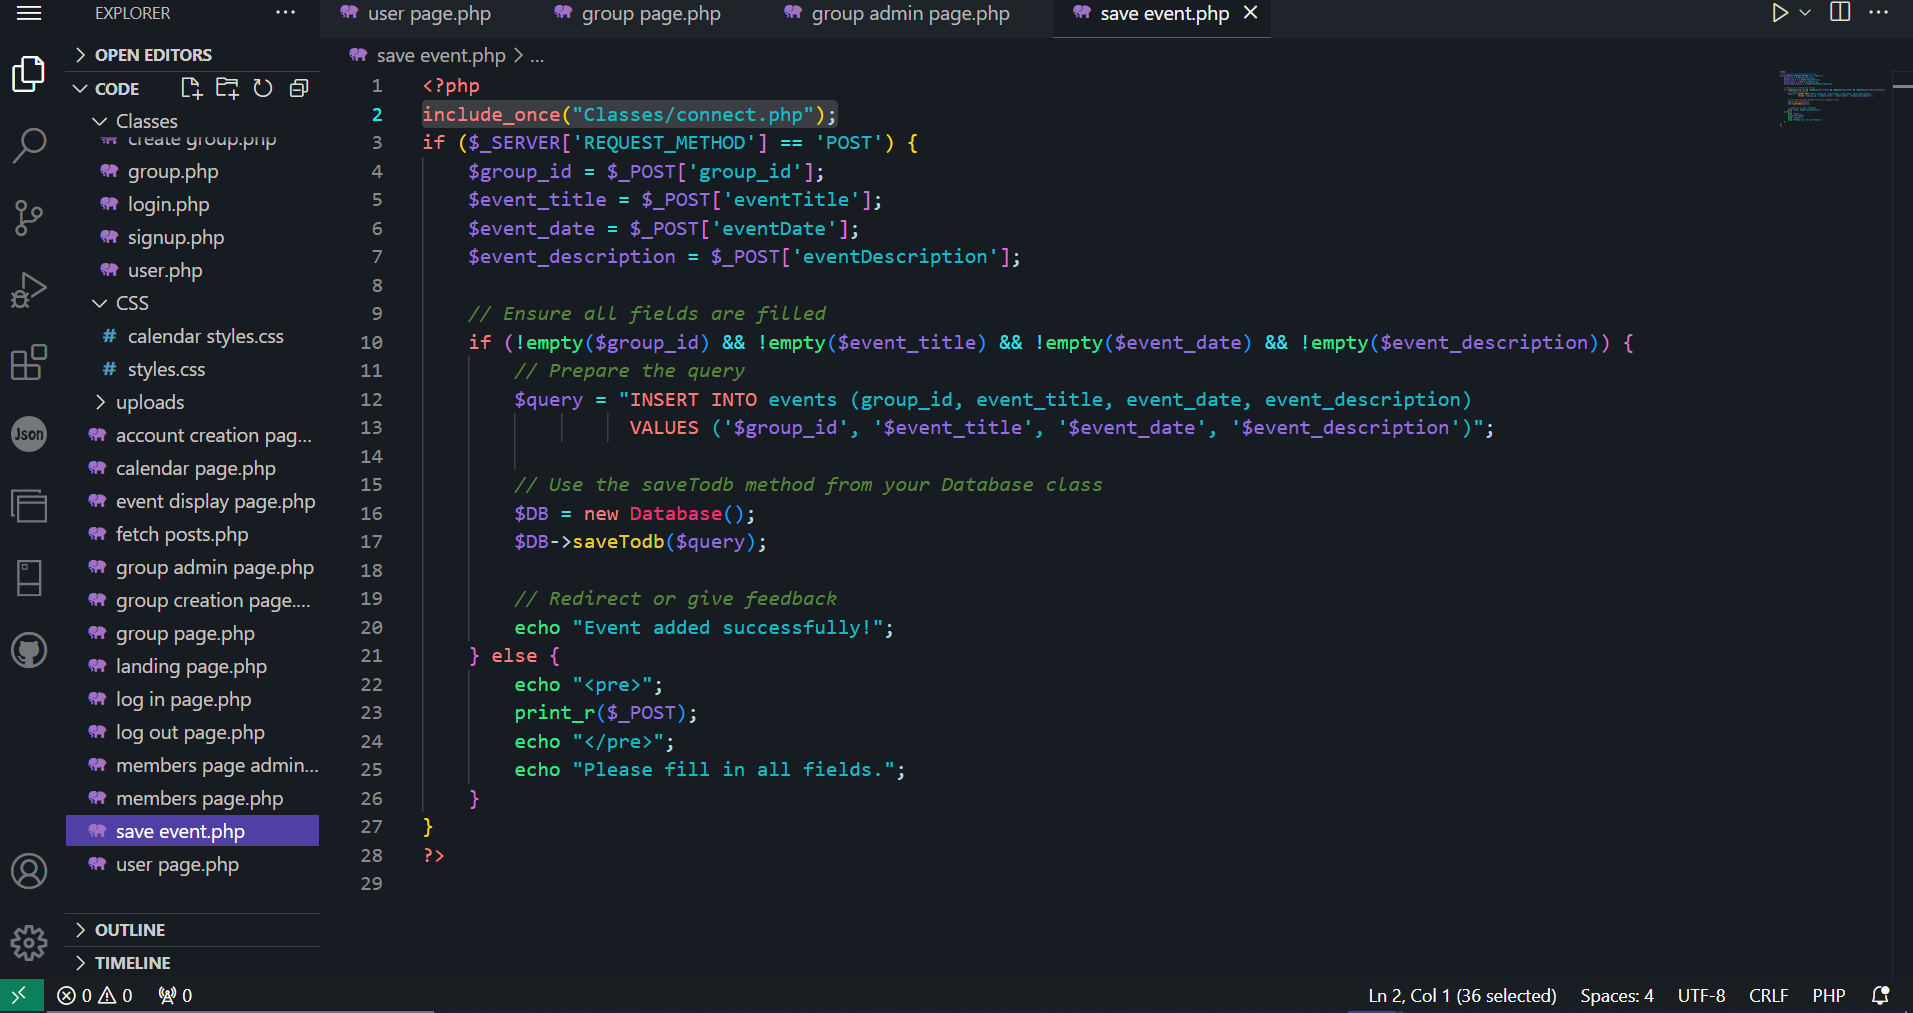 EXPLORER
user page.php
group page.php
group admin page.php
save event.php
OPEN EDITORS
save event.php > ...
CODE
Classes
create group.php
group.php
login.php
signup.php
user.php
CSS
# calendar styles.css
# styles.css
uploads
account creation pag...
calendar page.php
event display page.php
fetch posts.php
group admin page.php
group creation page....
group page.php
landing page.php
log in page.php
log out page.php
members page admin...
members page.php
save event.php
user page.php
OUTLINE
TIMELINE
Json
1 <?php
2 include_once("Classes/connect.php");
3 if ($_SERVER['REQUEST_METHOD'] == 'POST') {
4 $group_id = $_POST['group_id'];
5 $event_title = $_POST['eventTitle'];
6 $event_date = $_POST['eventDate'];
7 $event_description = $_POST['eventDescription'];
8
9 // Ensure all fields are filled
10 if (!empty($group_id) && !empty($event_title) && !empty($event_date) && !empty($event_description)) {
11 // Prepare the query
12 $query = "INSERT INTO events (group_id, event_title, event_date, event_description)
13 VALUES ('$group_id', '$event_title', '$event_date', '$event_description')";
14
15 // Use the saveTodb method from your Database class
16 $DB = new Database();
17 $DB->saveTodb($query);
18
19 // Redirect or give feedback
20 echo "Event added successfully!";
21 } else {
22 echo "<pre>";
23 print_r($_POST);
24 echo "</pre>";
25 echo "Please fill in all fields.";
26 }
27 }
28 ?>
29
0 0 0
Ln 2, Col 1 (36 selected) Spaces: 4 UTF-8 CRLF PHP